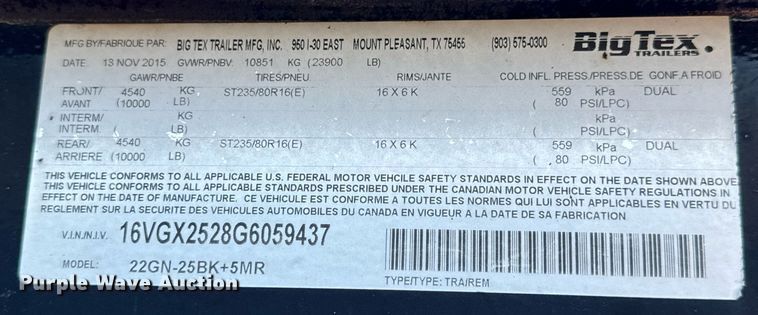 MFG BY/FABRIQUE PAR: BIG TEX TRAILER MFG, INC. 950 I-30 EAST MOUNT PLEASANT, TX 75455 (903) 575-0300 BigTex TRAILERS
DATE: 13 NOV 2015 GVWR/PNBV: 10851 KG (23900 LB)
GAWR/PNBE TIRES/PNEU. RIMS/JANTE COLD INFL. PRESS/PRESS DE GONF.A FROID
FRONT/ 4540 KG ST235/80R16(E) 16 X 6 K 559 kPa DUAL
AVANT (10000 LB) ( 80 PSI/LPC)
INTERM/ KG kPa
INTERM. ( LB) ( PSI/LPC)
REAR/ 4540 KG ST235/80R16(E) 16 X 6 K 559 kPa DUAL
ARRIERE (10000 LB) ( 80 PSI/LPC)
THIS VEHICLE CONFORMS TO ALL APPLICABLE U.S. FEDERAL MOTOR VEHCILE SAFETY STANDARDS IN EFFECT ON THE DATE SHOWN ABOVE
THIS VEHICLE CONFORMS TO ALL APPLICABLE STANDARDS PRESCRIBED UNDER THE CANADIAN MOTOR VEHICLE SAFETY REGULATIONS IN
EFFECT ON THE DATE OF MANUFACTURE. CE VEHICULE EST CONFORME A TOUTES LES NORMES QUI LUI SONT APPLICABLES EN VERTU DU
REGLEMENT SUR LA SECURITE DES VEHICULES AUTOMOBILES DU CANADA EN VIGUEUR A LA DATE DE SA FABRICATION
V.I.N./N.I.V. 16VGX2528G6059437
MODEL: 22GN-25BK+5MR TYPE/TYPE: TRA/REM
Purple Wave Auction